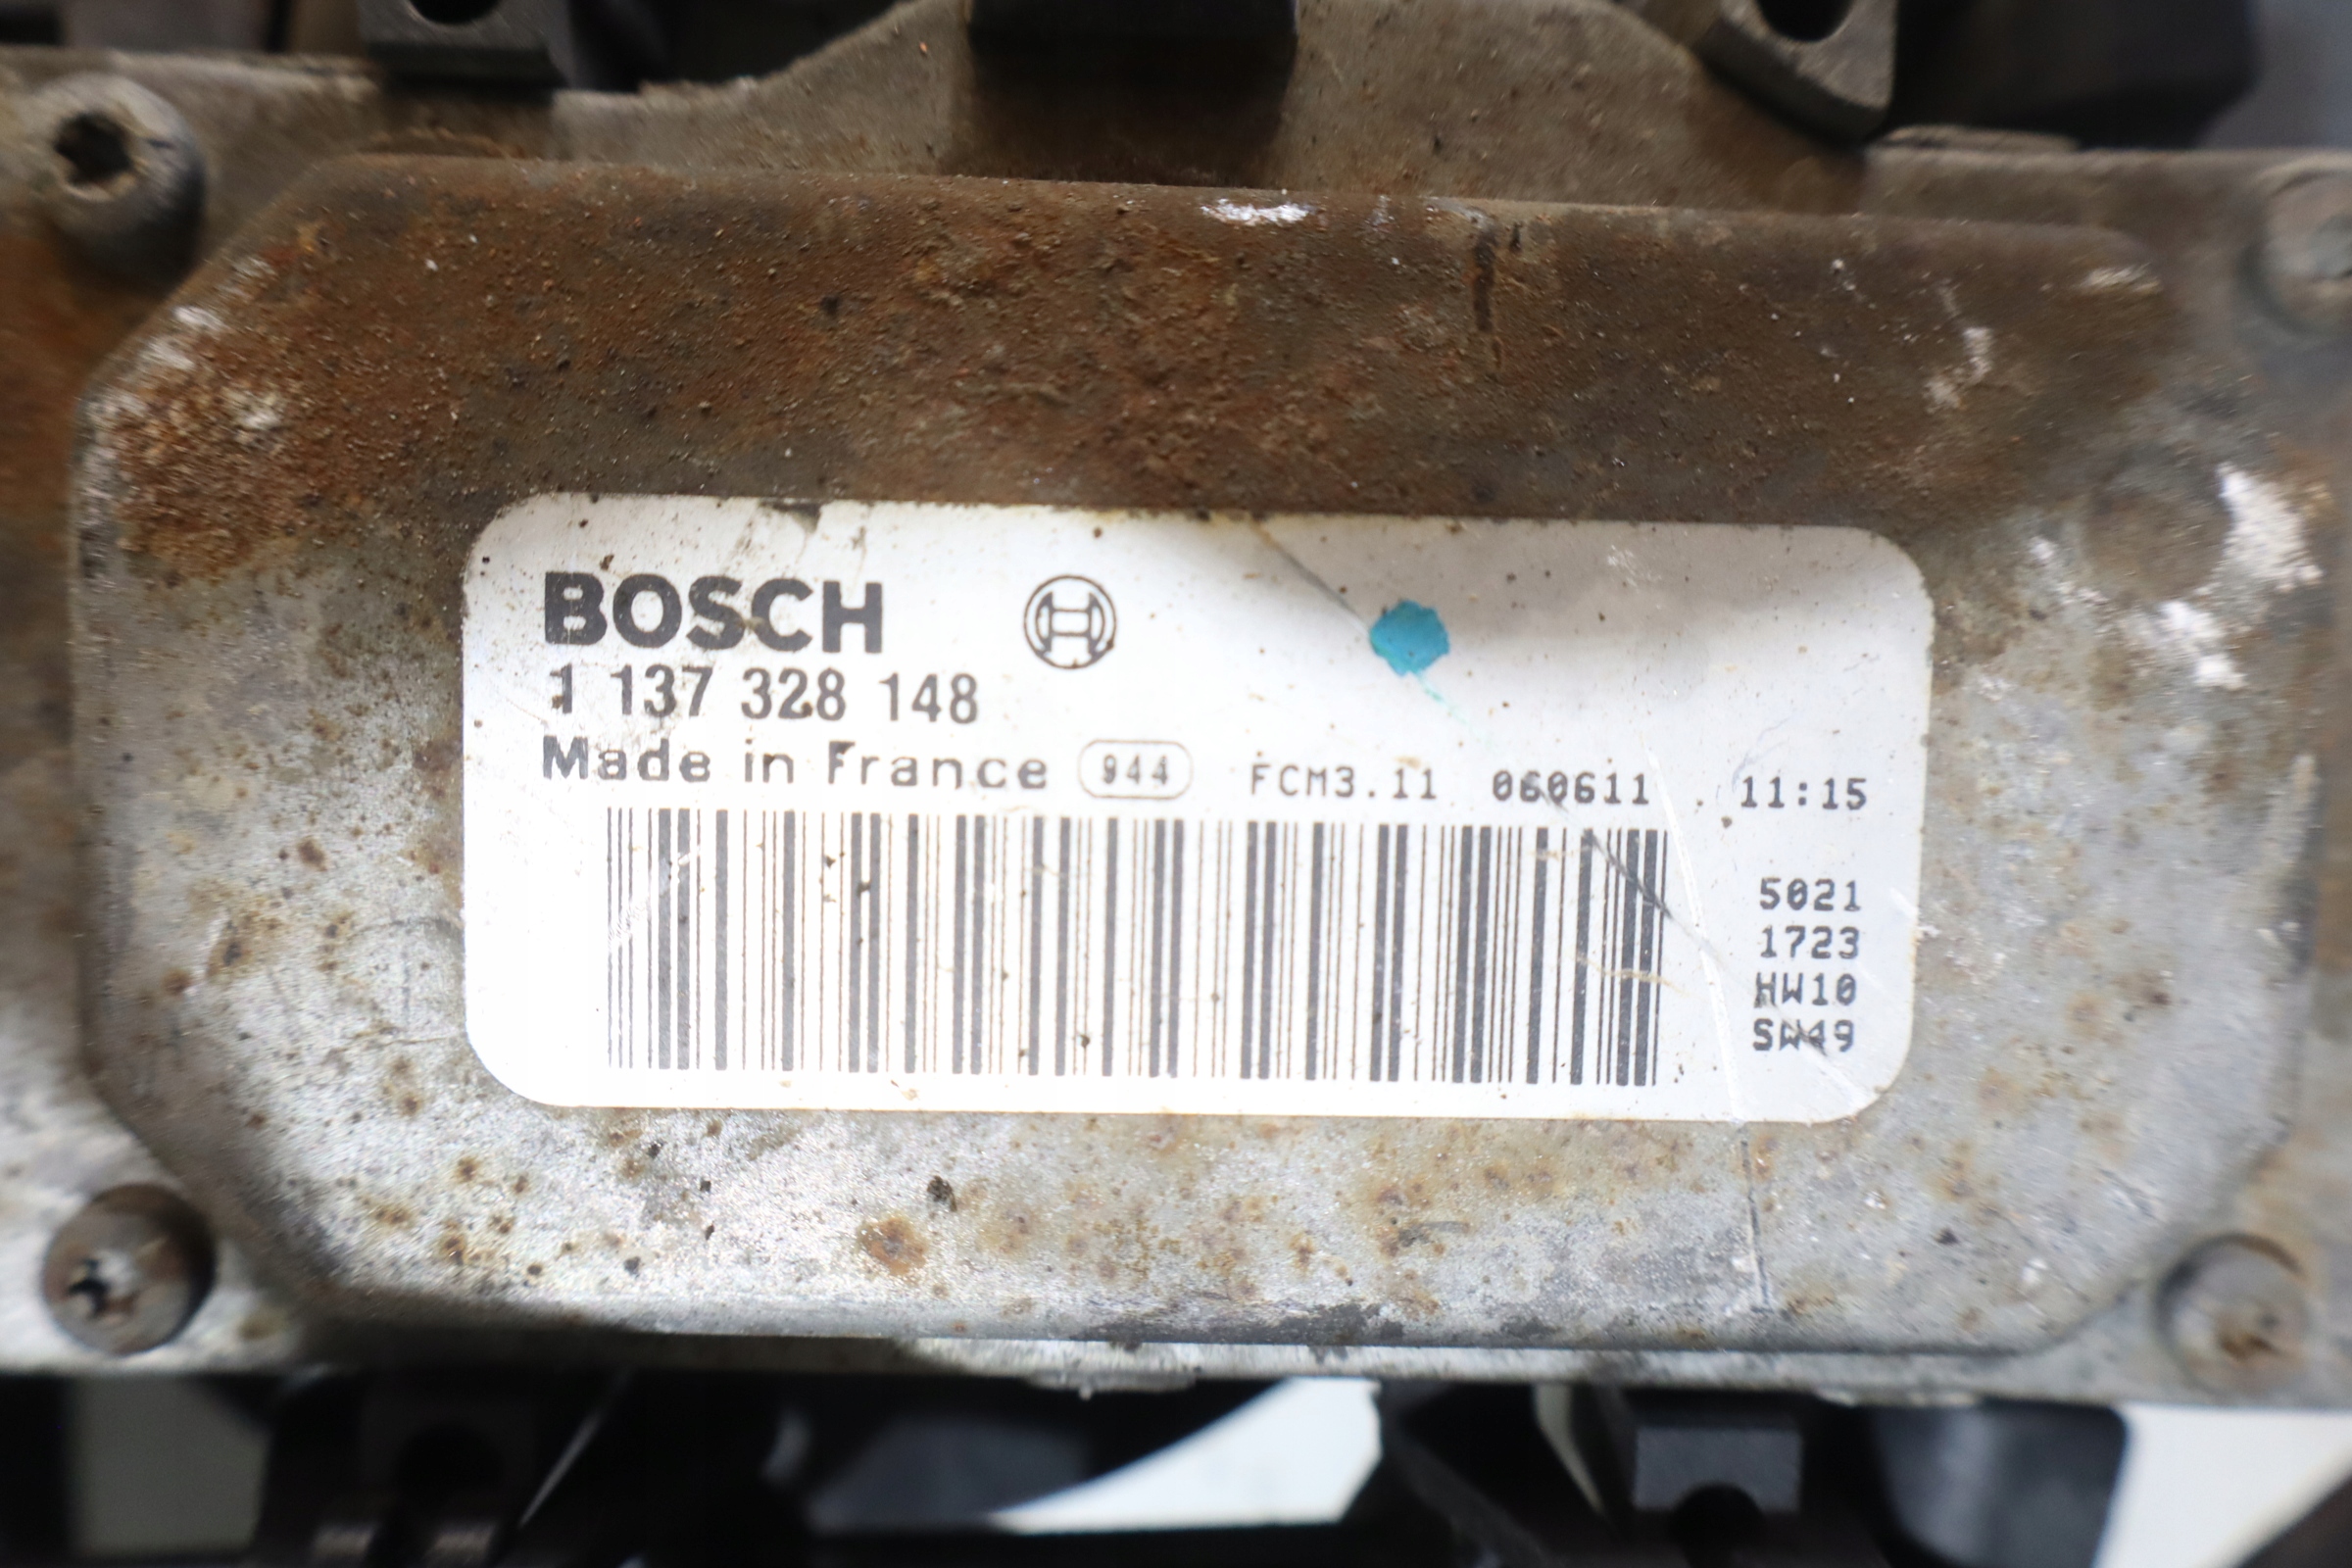 BOSCH
1 137 328 148
Made in France 944 FCM3.11 060611 11:15
5021
1723
HW10
SW49